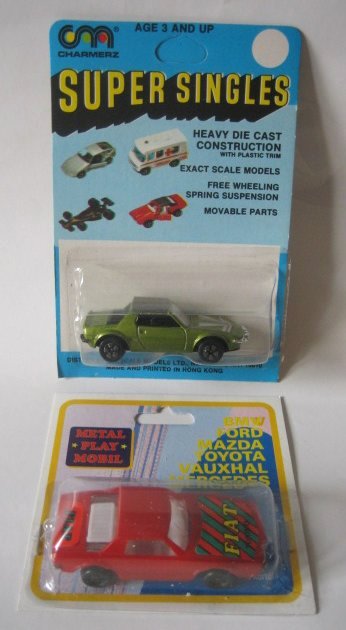 AGE 3 AND UP
CHARMERZ
SUPER SINGLES
HEAVY DIE CAST
CONSTRUCTION
WITH PLASTIC TRIM
EXACT SCALE MODELS
FREE WHEELING
SPRING SUSPENSION
MOVABLE PARTS
MADE AND PRINTED IN HONG KONG
METAL
PLAY
MOBIL
BMW
FORD
MAZDA
TOYOTA
VAUXHAL
MERCEDES
FIAT